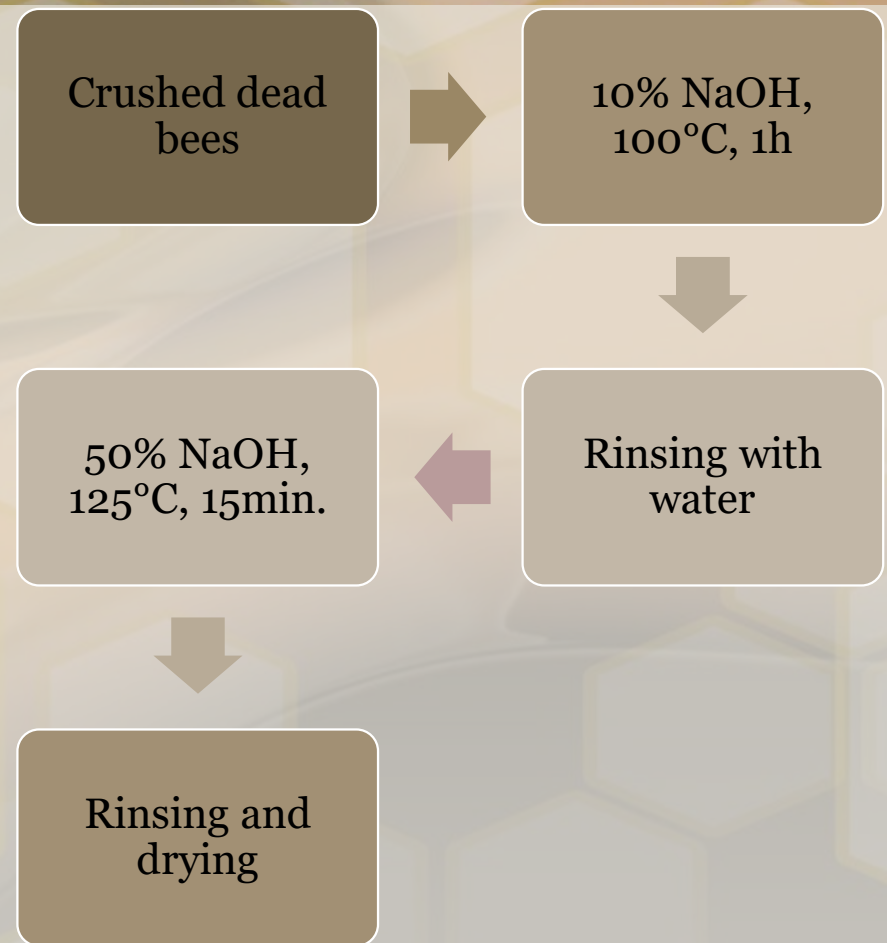 Crushed dead
bees
10% NaOH,
100°C, 1h
Rinsing with
water
50% NaOH,
125°C, 15min.
Rinsing and
drying